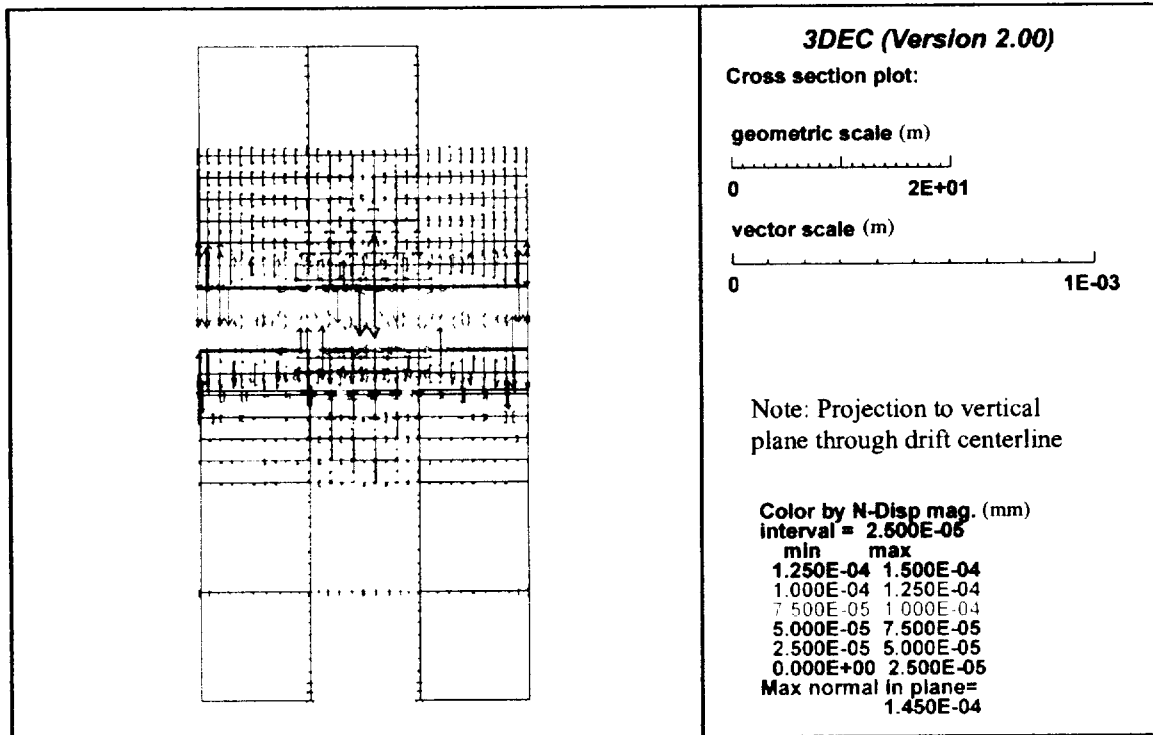 3DEC (Version 2.00)
Cross section plot:
geometric scale (m)
0 2E+01
vector scale (m)
0 1E-03
Note: Projection to vertical
plane through drift centerline
Color by N-Disp mag. (mm)
interval = 2.500E-05
min max
1.250E-04 1.500E-04
1.000E-04 1.250E-04
7.500E-05 1.000E-04
5.000E-05 7.500E-05
2.500E-05 5.000E-05
0.000E+00 2.500E-05
Max normal in plane=
1.450E-04